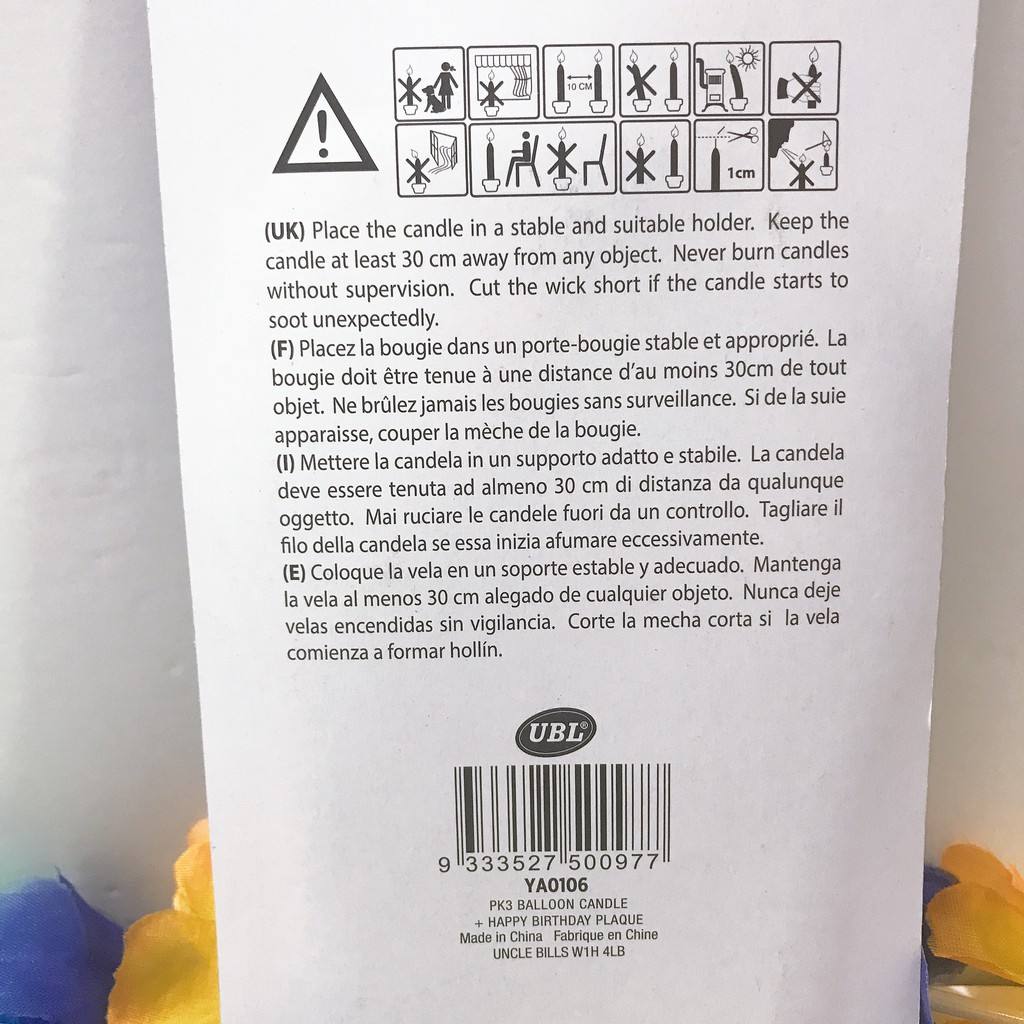 10 CM
1cm
(UK) Place the candle in a stable and suitable holder. Keep the
candle at least 30 cm away from any object. Never burn candles
without supervision. Cut the wick short if the candle starts to
soot unexpectedly.
(F) Placez la bougie dans un porte-bougie stable et approprié. La
bougie doit être tenue à une distance d'au moins 30cm de tout
objet. Ne brûlez jamais les bougies sans surveillance. Si de la suie
apparaisse, couper la mèche de la bougie.
(I) Mettere la candela in un supporto adatto e stabile. La candela
deve essere tenuta ad almeno 30 cm di distanza da qualunque
oggetto. Mai ruciare le candele fuori da un controllo. Tagliare il
filo della candela se essa inizia afumare eccessivamente.
(E) Coloque la vela en un soporte estable y adecuado. Mantenga
la vela al menos 30 cm alegado de cualquier objeto. Nunca deje
velas encendidas sin vigilancia. Corte la mecha corta si la vela
comienza a formar hollín.
UBL®
9 333527 500977
YA0106
PK3 BALLOON CANDLE
+ HAPPY BIRTHDAY PLAQUE
Made in China Fabrique en Chine
UNCLE BILLS W1H 4LB